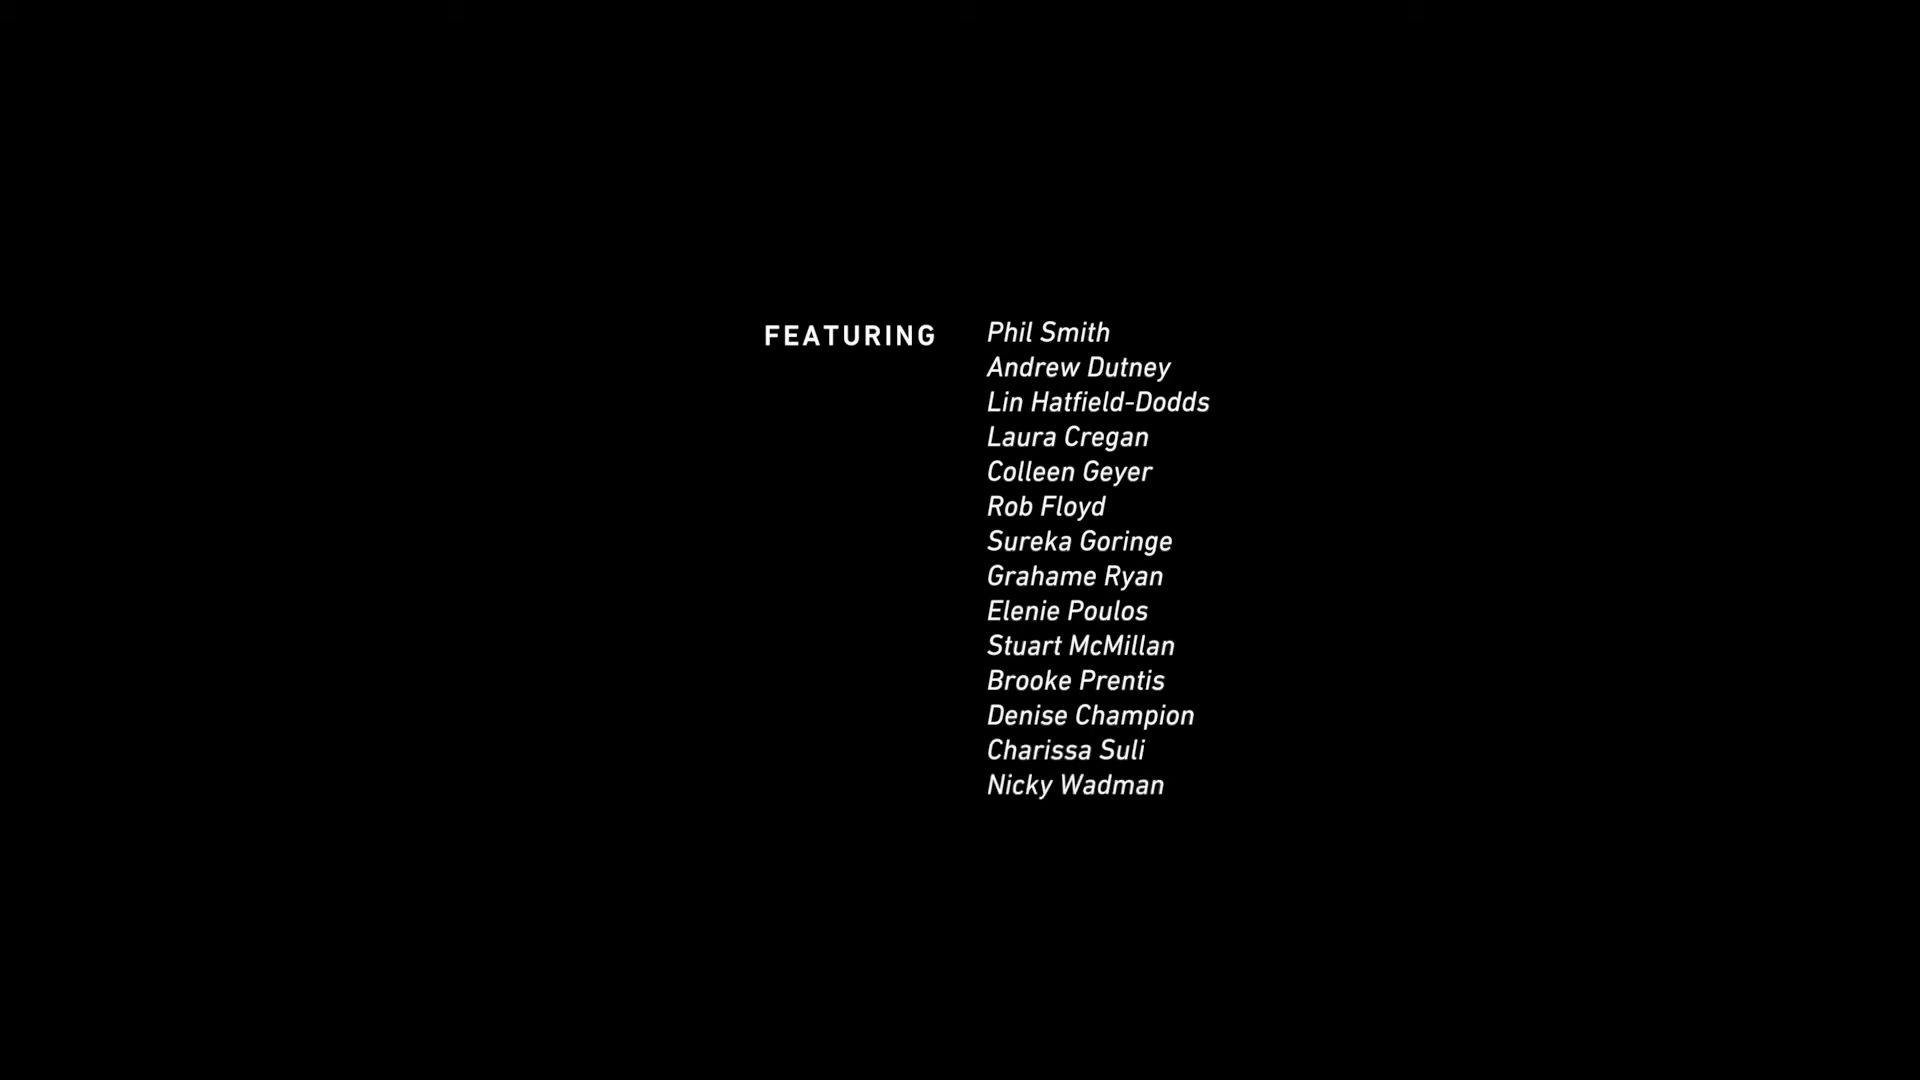 FEATURING
Phil Smith
Andrew Dutney
Lin Hatfield-Dodds
Laura Cregan
Colleen Geyer
Rob Floyd
Sureka Goringe
Grahame Ryan
Elenie Poulos
Stuart McMillan
Brooke Prentis
Denise Champion
Charissa Suli
Nicky Wadman